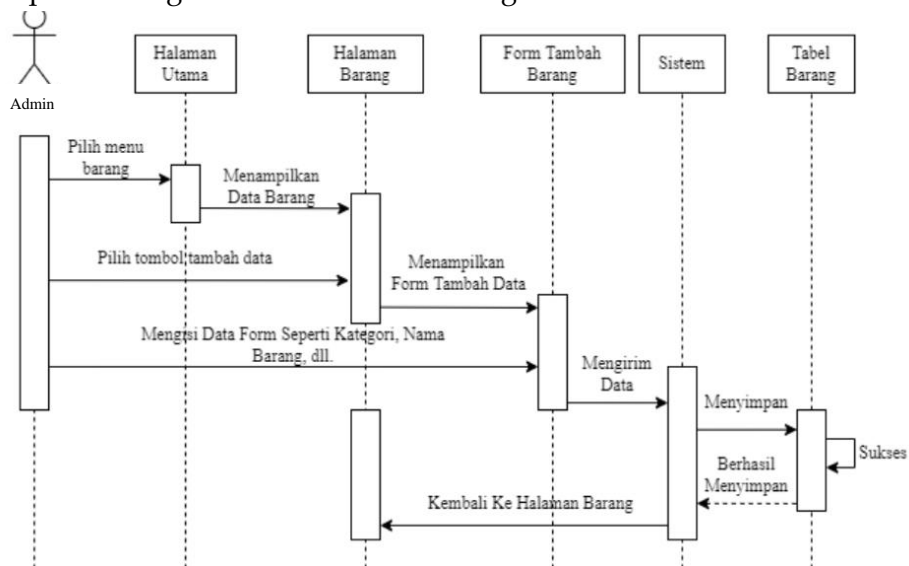 Admin
Halaman
Utama
Halaman
Barang
Form Tambah
Barang
Sistem
Tabel
Barang
Pilih menu
barang
Menampilkan
Data Barang
Pilih tombol tambah data
Menampilkan
Form Tambah Data
Mengisi Data Form Seperti Kategori, Nama
Barang, dll.
Mengirim
Data
Menyimpan
Sukses
Berhasil
Menyimpan
Kembali Ke Halaman Barang